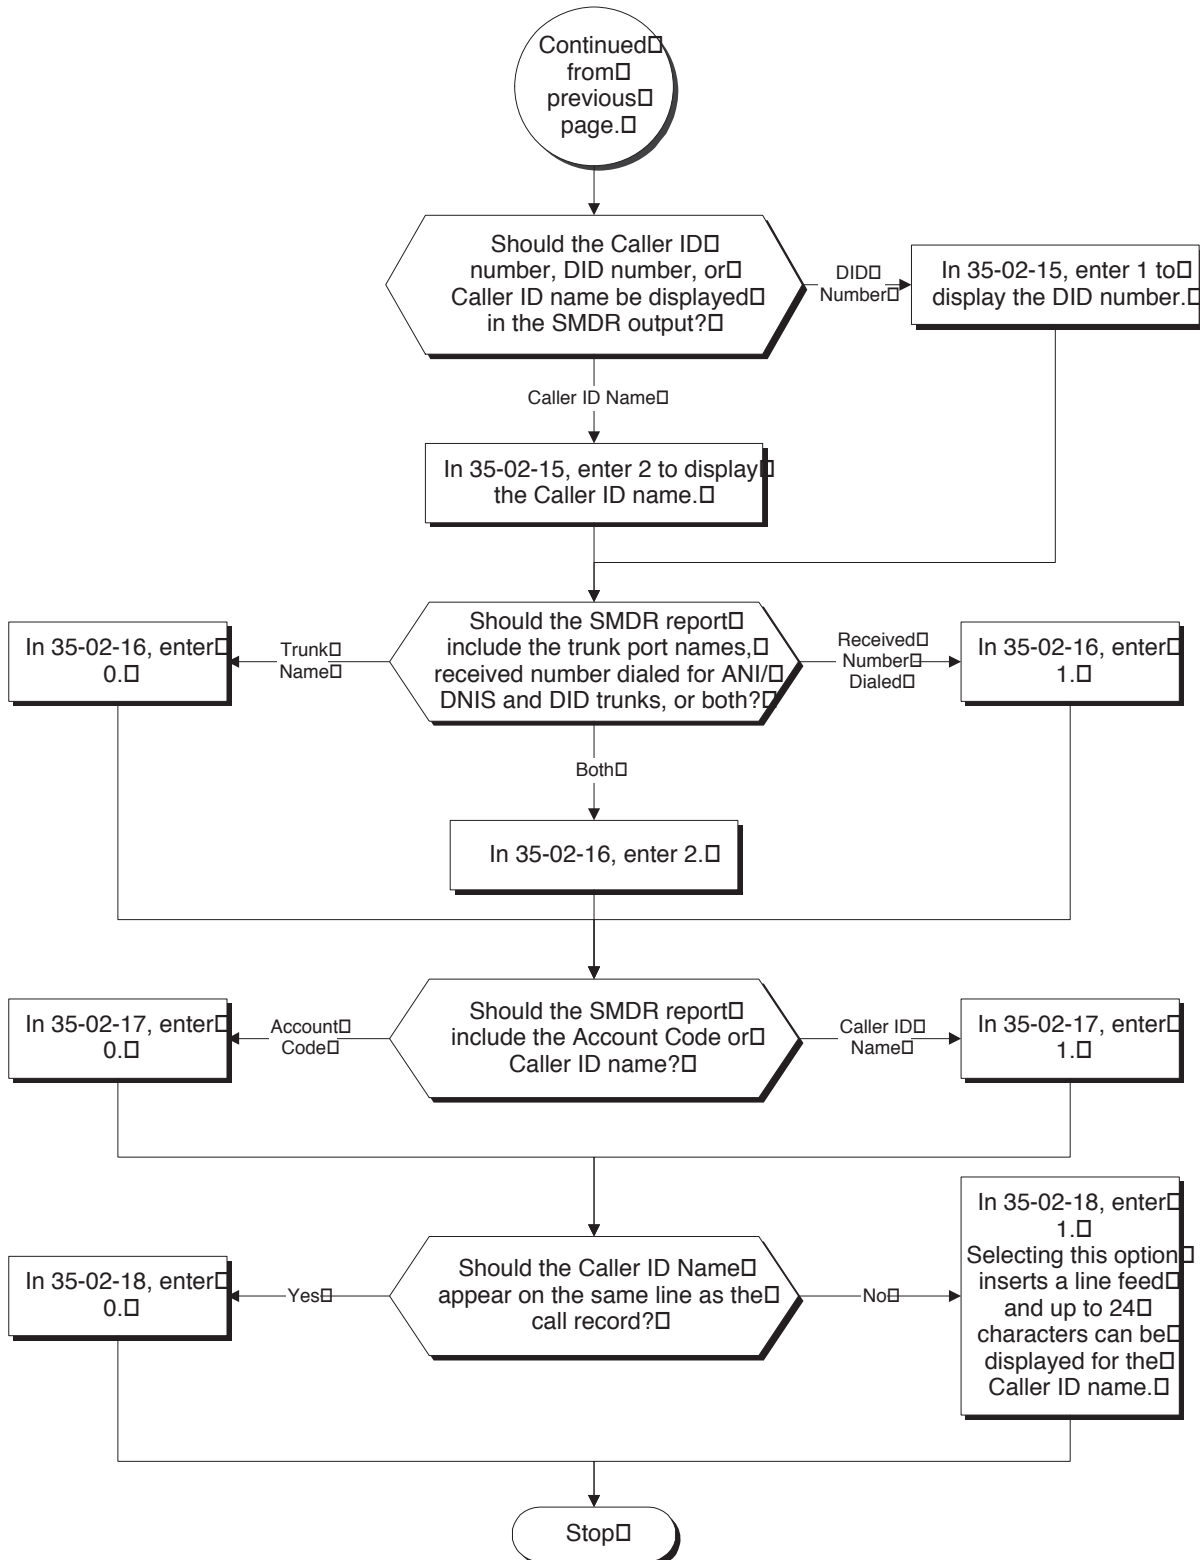 Continued
from
previous
page.
Should the Caller ID
number, DID number, or
Caller ID name be displayed
in the SMDR output?
DID
Number
In 35-02-15, enter 1 to
display the DID number.
Caller ID Name
In 35-02-15, enter 2 to display
the Caller ID name.
Should the SMDR report
include the trunk port names,
received number dialed for ANI/
DNIS and DID trunks, or both?
Trunk
Name
In 35-02-16, enter
0.
Received
Number
Dialed
In 35-02-16, enter
1.
Both
In 35-02-16, enter 2.
Should the SMDR report
include the Account Code or
Caller ID name?
Account
Code
In 35-02-17, enter
0.
Caller ID
Name
In 35-02-17, enter
1.
Should the Caller ID Name
appear on the same line as the
call record?
Yes
In 35-02-18, enter
0.
No
In 35-02-18, enter
1.
Selecting this option
inserts a line feed
and up to 24
characters can be
displayed for the
Caller ID name.
Stop